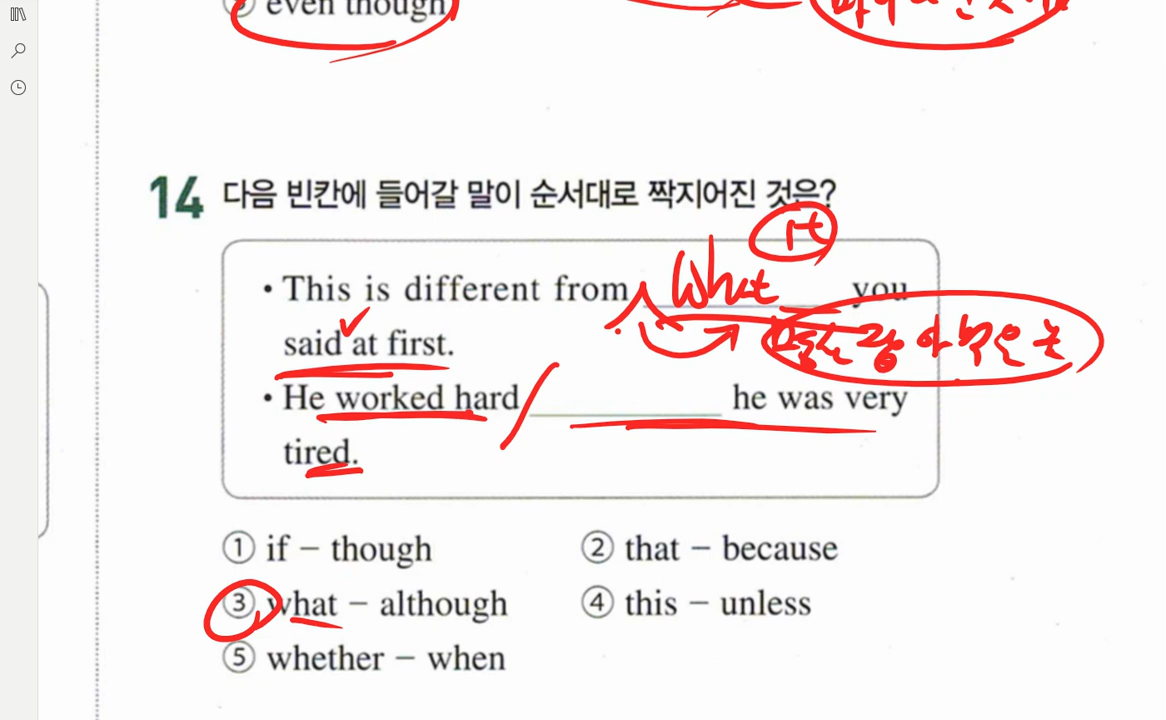 even though
14 다음 빈칸에 들어갈 말이 순서대로 짝지어진 것은?
• This is different from What you
said at first.
• He worked hard ________ he was very
tired.
① if – though ② that – because
③ what – although ④ this – unless
⑤ whether – when